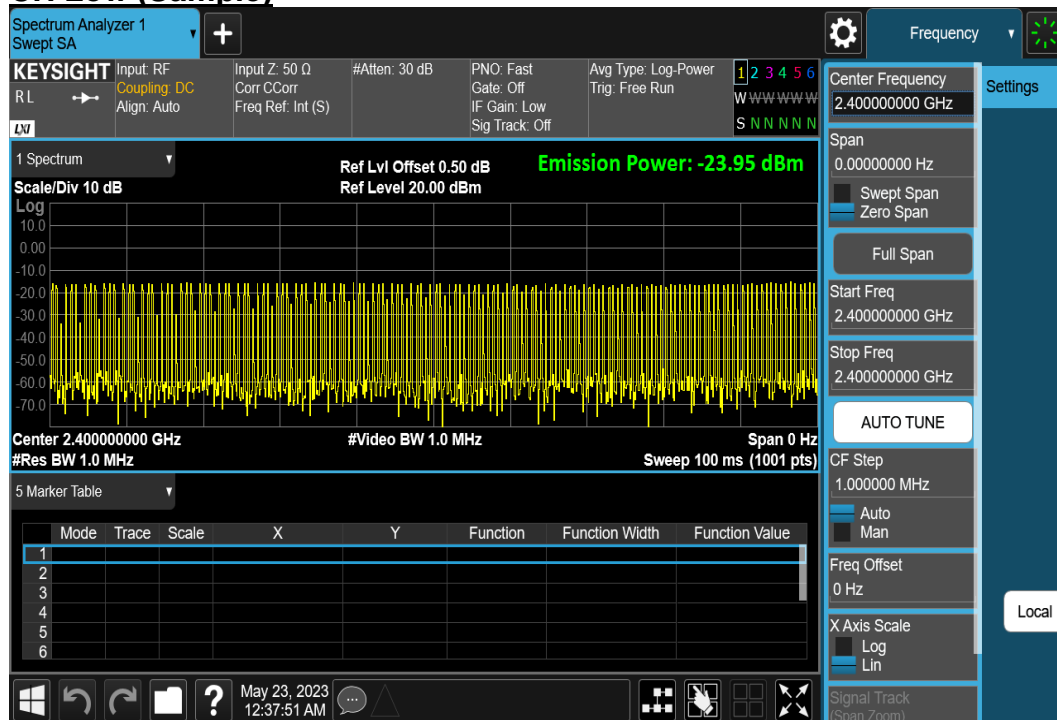 Spectrum Analyzer 1
Swept SA
+
Frequency
KEYSIGHT
RL
LXI
Input: RF
Coupling: DC
Align: Auto
Input Z: 50 Ω
Corr CCorr
Freq Ref: Int (S)
#Atten: 30 dB
PNO: Fast
Gate: Off
IF Gain: Low
Sig Track: Off
Avg Type: Log-Power
Trig: Free Run
1 2 3 4 5 6
W W W W W W
S N N N N N
1 Spectrum
Scale/Div 10 dB
Ref Lvl Offset 0.50 dB
Ref Level 20.00 dBm
Emission Power: -23.95 dBm
Log
10.0
0.00
-10.0
-20.0
-30.0
-40.0
-50.0
-60.0
-70.0
Center 2.400000000 GHz
#Res BW 1.0 MHz
#Video BW 1.0 MHz
Span 0 Hz
Sweep 100 ms (1001 pts)
5 Marker Table
Mode Trace Scale X Y Function Function Width Function Value
1
2
3
4
5
6
?
May 23, 2023
12:37:51 AM
Center Frequency
2.400000000 GHz
Span
0.00000000 Hz
Swept Span
Zero Span
Full Span
Start Freq
2.400000000 GHz
Stop Freq
2.400000000 GHz
AUTO TUNE
CF Step
1.000000 MHz
Auto
Man
Freq Offset
0 Hz
X Axis Scale
Log
Lin
Signal Track
(Span Zoom)
Settings
Local